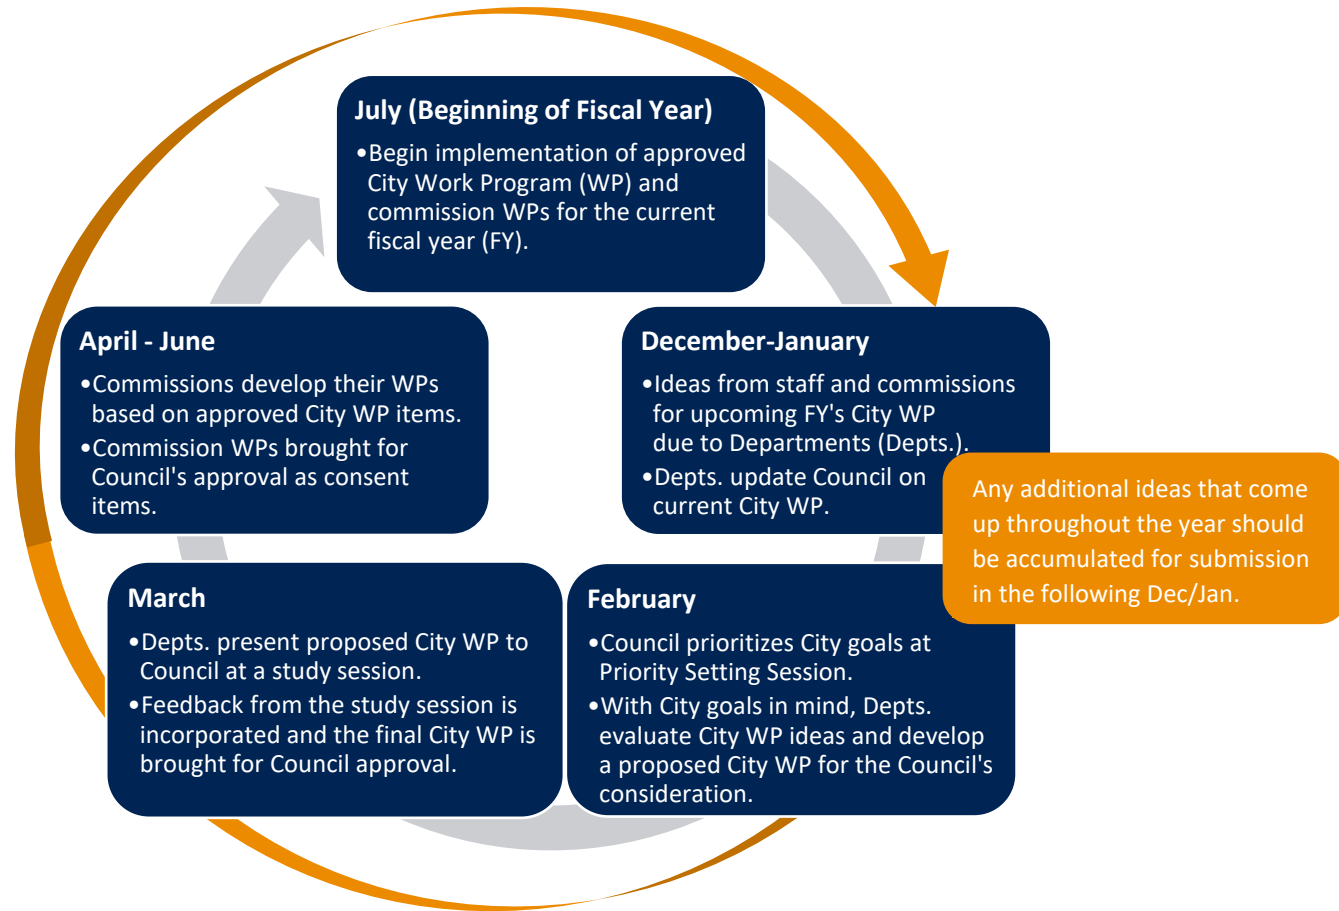 July (Beginning of Fiscal Year)
•Begin implementation of approved
City Work Program (WP) and
commission WPs for the current
fiscal year (FY).
December-January
•Ideas from staff and commissions
for upcoming FY's City WP
due to Departments (Depts.).
•Depts. update Council on
current City WP.
Any additional ideas that come
up throughout the year should
be accumulated for submission
in the following Dec/Jan.
February
•Council prioritizes City goals at
Priority Setting Session.
•With City goals in mind, Depts.
evaluate City WP ideas and develop
a proposed City WP for the Council's
consideration.
March
•Depts. present proposed City WP to
Council at a study session.
•Feedback from the study session is
incorporated and the final City WP is
brought for Council approval.
April - June
•Commissions develop their WPs
based on approved City WP items.
•Commission WPs brought for
Council's approval as consent
items.